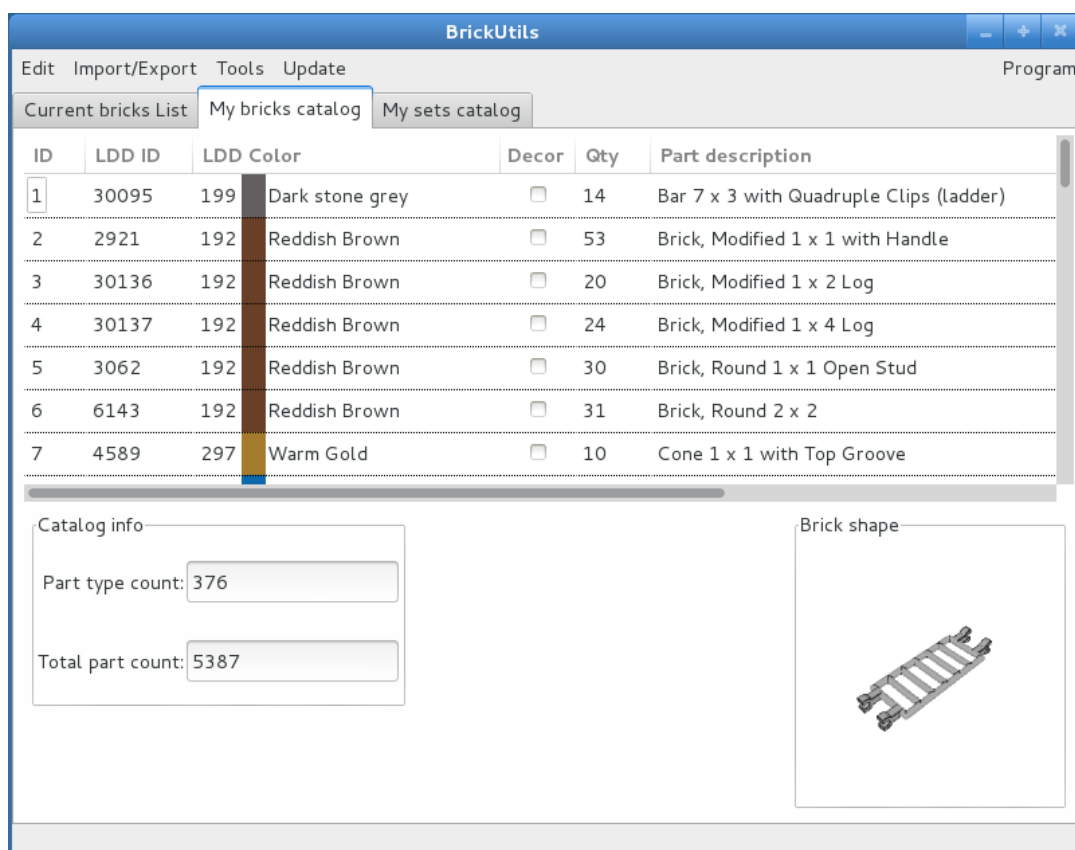 BrickUtils
Edit Import/Export Tools Update Program
Current bricks List My bricks catalog My sets catalog
ID LDD ID LDD Color Decor Qty Part description
1 30095 199 Dark stone grey 14 Bar 7 x 3 with Quadruple Clips (ladder)
2 2921 192 Reddish Brown 53 Brick, Modified 1 x 1 with Handle
3 30136 192 Reddish Brown 20 Brick, Modified 1 x 2 Log
4 30137 192 Reddish Brown 24 Brick, Modified 1 x 4 Log
5 3062 192 Reddish Brown 30 Brick, Round 1 x 1 Open Stud
6 6143 192 Reddish Brown 31 Brick, Round 2 x 2
7 4589 297 Warm Gold 10 Cone 1 x 1 with Top Groove
Catalog info
Part type count: 376
Total part count: 5387
Brick shape